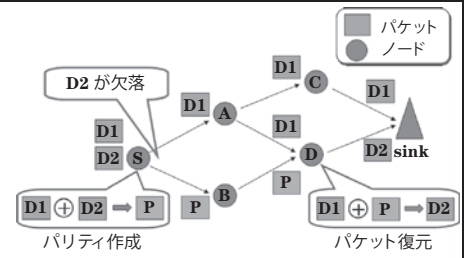 パケット
ノード
D2 が欠落
D1
C
D1
D1
A
D1
D1
D2
S
D
D2
sink
B
P
P
D1 ⊕ D2 ➡ P
D1 ⊕ P ➡ D2
パリティ作成
パケット復元